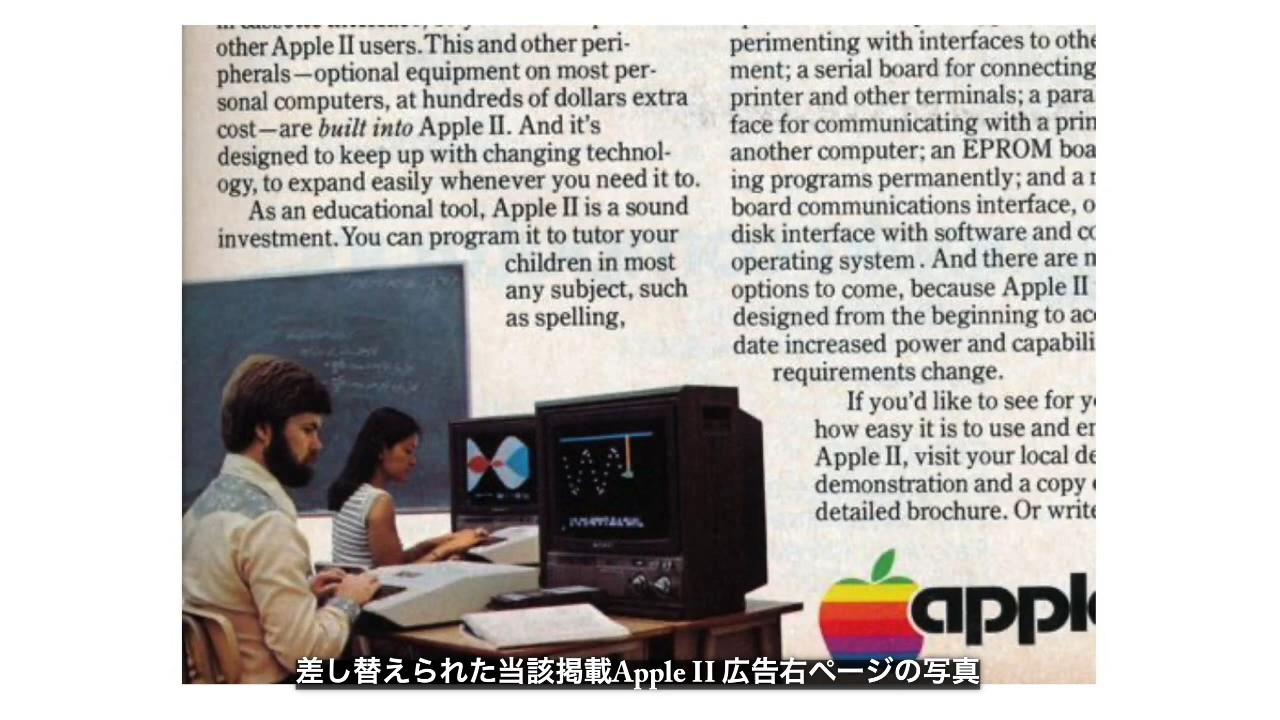 other Apple II users. This and other peri-
pherals—optional equipment on most per-
sonal computers, at hundreds of dollars extra
cost—are built into Apple II. And it's
designed to keep up with changing technol-
ogy, to expand easily whenever you need it to.
As an educational tool, Apple II is a sound
investment. You can program it to tutor your
children in most
any subject, such
as spelling,
perimenting with interfaces to othe
ment; a serial board for connecting
printer and other terminals; a para
face for communicating with a prin
another computer; an EPROM boa
ing programs permanently; and a
board communications interface, o
disk interface with software and co
operating system. And there are
options to come, because Apple II
designed from the beginning to ac
date increased power and capabili
requirements change.
If you'd like to see for y
how easy it is to use and en
Apple II, visit your local de
demonstration and a copy
detailed brochure. Or write
apple
差し替えられた当該掲載Apple II 広告右ページの写真